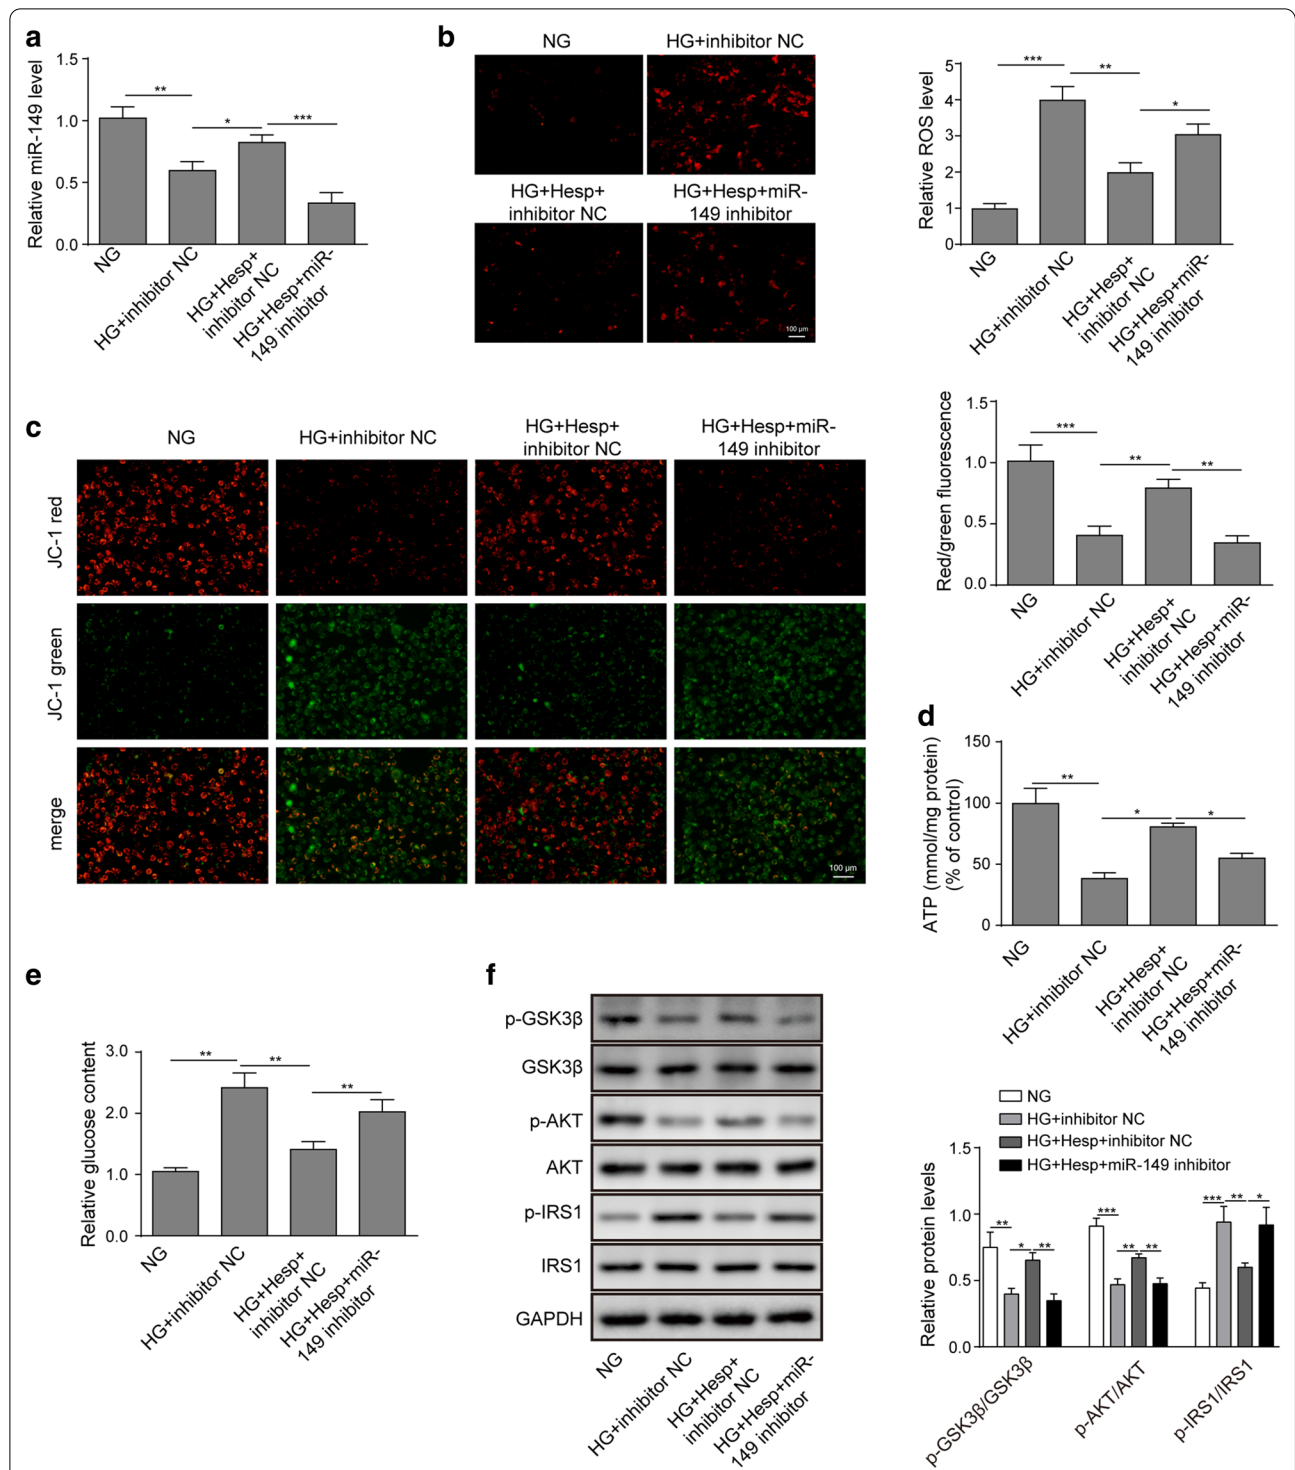 a
Relative miR-149 level
1.5
1.0
0.5
0.0
**
*
***
NG
HG+inhibitor NC
HG+Hesp+
inhibitor NC
HG+Hesp+miR-
149 inhibitor
b
NG
HG+inhibitor NC
HG+Hesp+
inhibitor NC
HG+Hesp+miR-
149 inhibitor
100 µm
Relative ROS level
5
4
3
2
1
0
***
**
*
NG
HG+inhibitor NC
HG+Hesp+
inhibitor NC
HG+Hesp+miR-
149 inhibitor
c
NG
HG+inhibitor NC
HG+Hesp+
inhibitor NC
HG+Hesp+miR-
149 inhibitor
JC-1 red
JC-1 green
merge
100 µm
Red/green fluorescence
1.5
1.0
0.5
0.0
***
**
**
NG
HG+inhibitor NC
HG+Hesp+
inhibitor NC
HG+Hesp+miR-
149 inhibitor
d
ATP (mmol/mg protein)
(% of control)
150
100
50
0
**
*
*
NG
HG+inhibitor NC
HG+Hesp+
inhibitor NC
HG+Hesp+miR-
149 inhibitor
e
Relative glucose content
3.0
2.0
1.0
0.0
**
**
**
NG
HG+inhibitor NC
HG+Hesp+
inhibitor NC
HG+Hesp+miR-
149 inhibitor
f
p-GSK3β
GSK3β
p-AKT
AKT
p-IRS1
IRS1
GAPDH
NG
HG+inhibitor NC
HG+Hesp+
inhibitor NC
HG+Hesp+miR-
149 inhibitor
NG
HG+inhibitor NC
HG+Hesp+inhibitor NC
HG+Hesp+miR-149 inhibitor
Relative protein levels
1.5
1.0
0.5
0.0
**
*
**
***
**
**
***
**
*
p-GSK3β/GSK3β
p-AKT/AKT
p-IRS1/IRS1